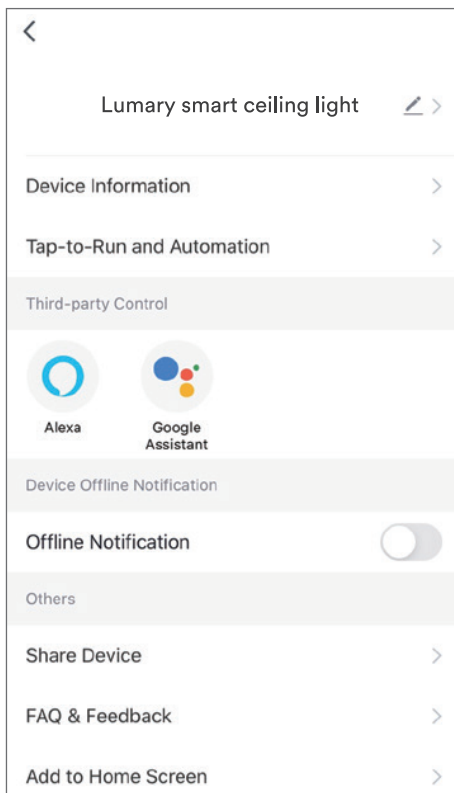 Lumary smart ceiling light
Device Information
Tap-to-Run and Automation
Third-party Control
Alexa
Google
Assistant
Device Offline Notification
Offline Notification
Others
Share Device
FAQ & Feedback
Add to Home Screen